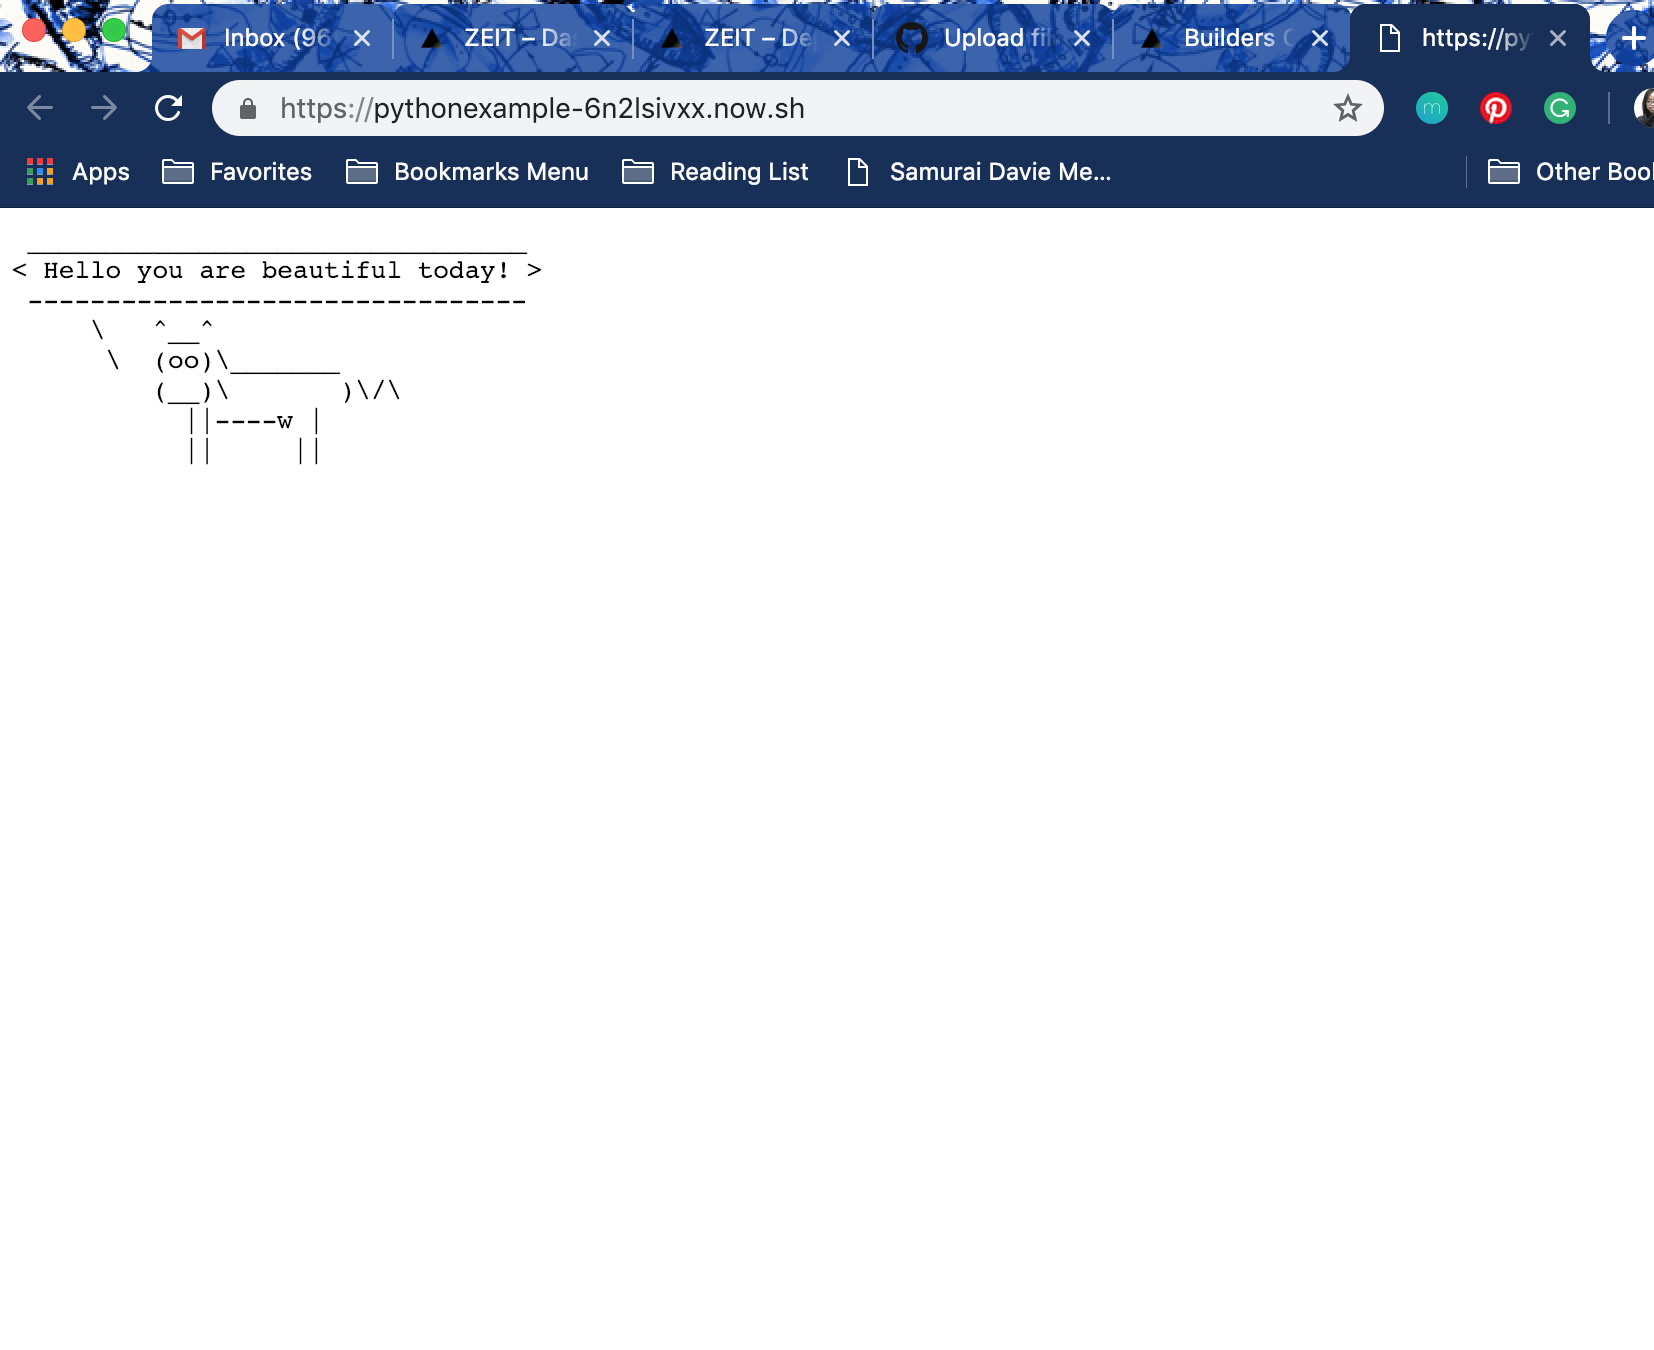 Inbox (96
ZEIT – Da
ZEIT – De
Upload fil
Builders
https://py
https://pythonexample-6n2lsivxx.now.sh
Apps
Favorites
Bookmarks Menu
Reading List
Samurai Davie Me...
Other Boo
 ________________________________
< Hello you are beautiful today! >
 --------------------------------
     \   ^__^
      \  (oo)\_______
         (__)\       )\/\
           ||----w |
           ||     ||